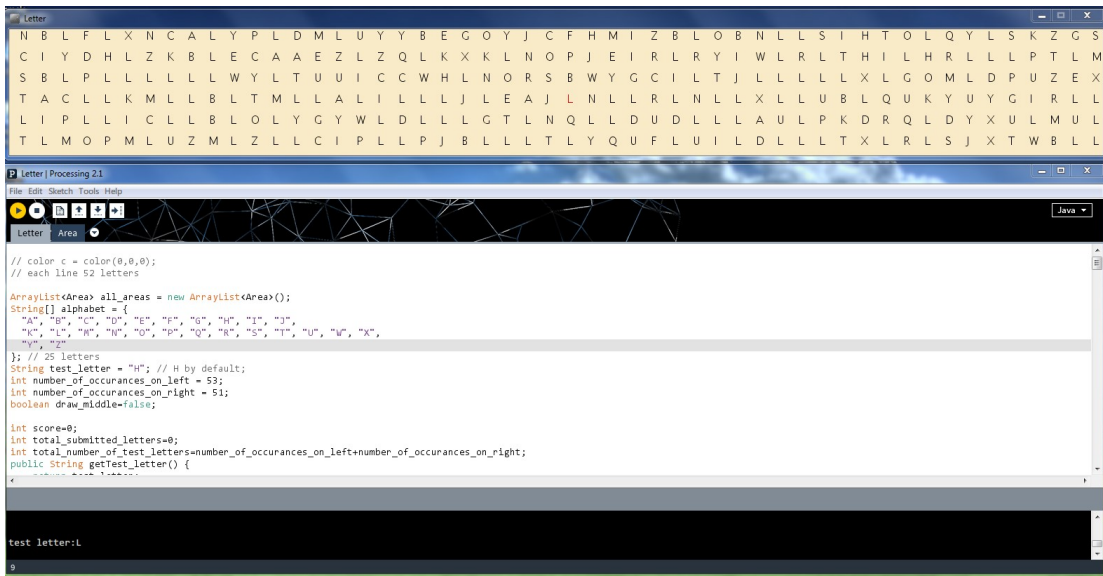 Letter
N B L F L X N C A L Y P L D M L U Y Y B E G O Y J C F H M I Z B L O B N L L S I H T O L Q Y L S K Z G S
C I Y D H L Z K B L E C A A E Z L Z Q L K X K L N O P J E I R L R Y I W L R L T H I L H R L L L P T L M
S B L P L L L L L L W Y L T U U I C C W H L N O R S B W Y G C I L T J L L L L L X L G O M L D P U Z E X
T A C L L K M L L B L T M L L A L I L L L J L E A J L N L L R L N L L X L L U B L Q U K Y U Y G I R L L
L I P L L I C L L B L O L Y G Y W L D L L L G T L N Q L L D U D L L L A U L P K D R Q L D Y X U L M U L
T L M O P M L U Z M L Z L L C I P L L P J B L L L T L Y Q U F L U I L D L L L T X L R L S J X T W B L L
Letter | Processing 2.1
File Edit Sketch Tools Help
Java
Letter Area
// color c = color(0,0,0);
// each line 52 letters
ArrayList<Area> all_areas = new ArrayList<Area>();
String[] alphabet = {
"A", "B", "C", "D", "E", "F", "G", "H", "I", "J",
"K", "L", "M", "N", "O", "P", "Q", "R", "S", "T", "U", "W", "X",
"Y", "Z"
}; // 25 letters
String test_letter = "H"; // H by default;
int number_of_occurances_on_left = 53;
int number_of_occurances_on_right = 51;
boolean draw_middle=false;
int score=0;
int total_submitted_letters=0;
int total_number_of_test_letters=number_of_occurances_on_left+number_of_occurances_on_right;
public String getTest_letter() {
test letter:L
9